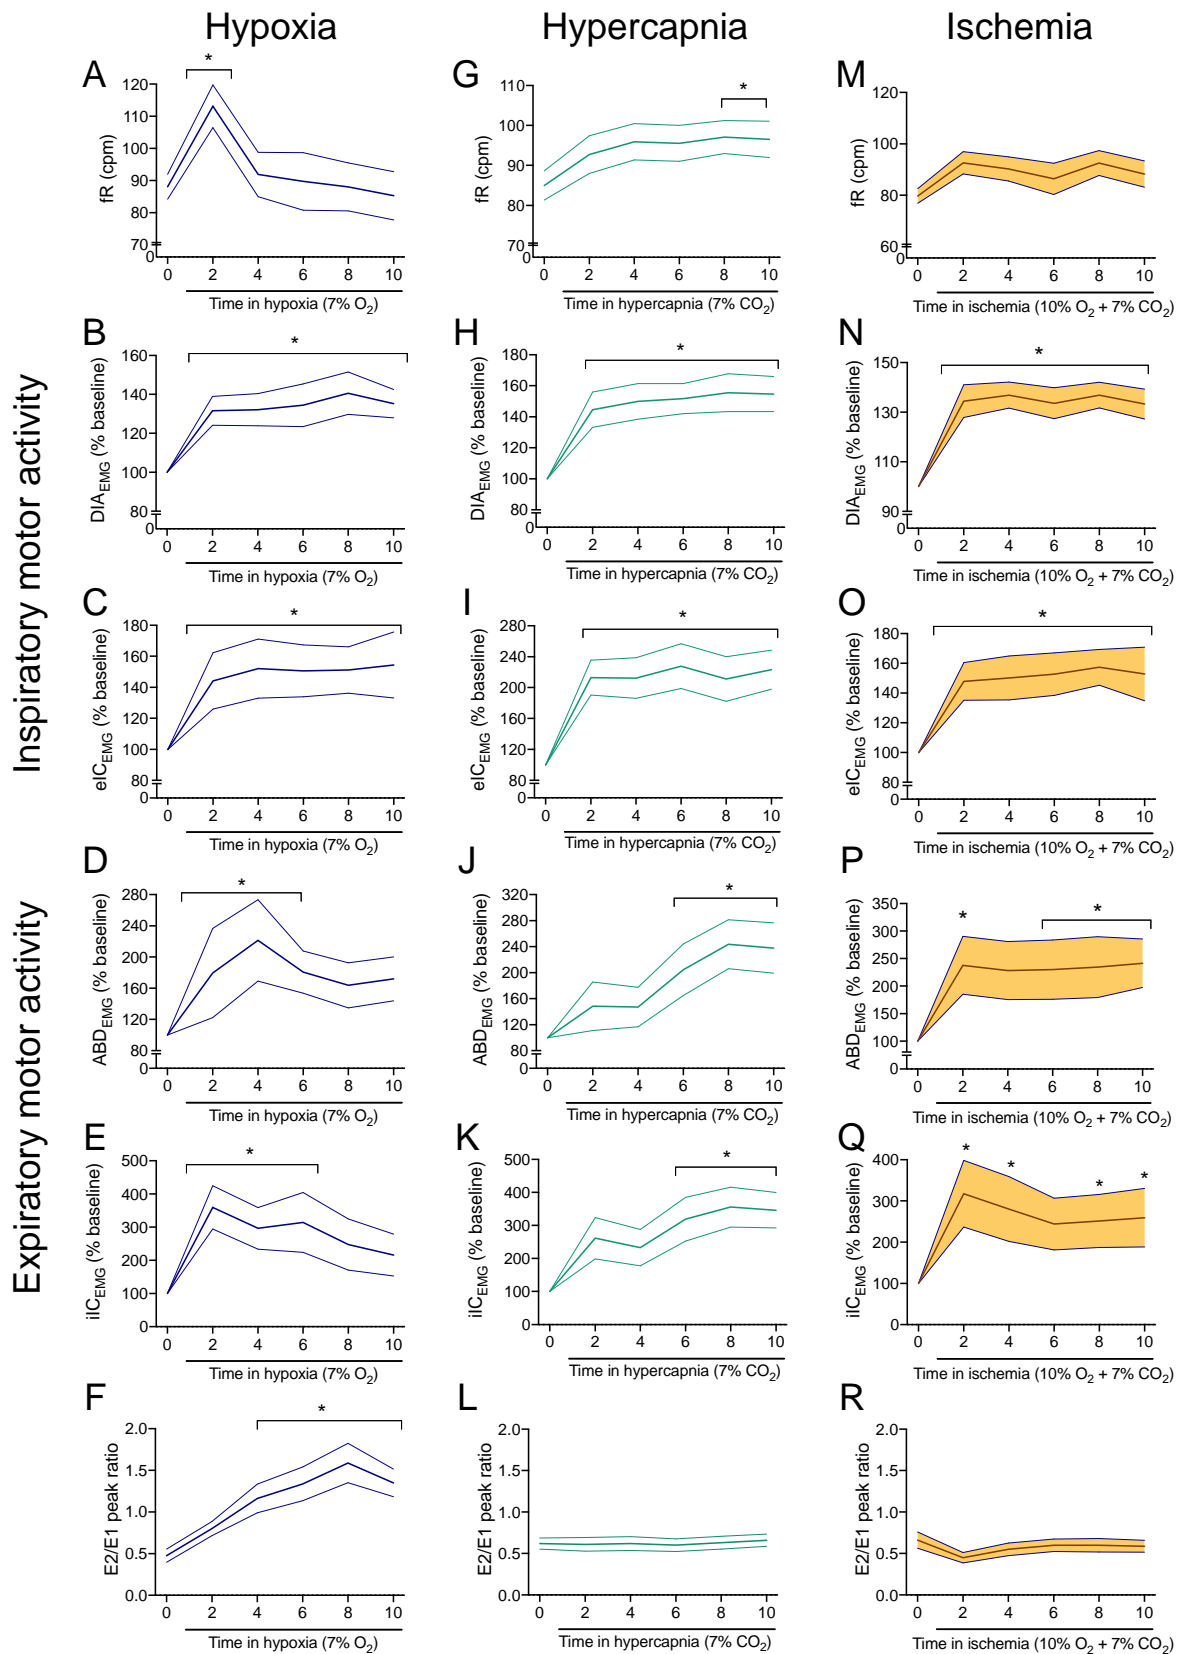 Hypoxia
Hypercapnia
Ischemia
Inspiratory motor activity
Expiratory motor activity
A
*
fR (cpm)
120
110
100
90
80
70
0
0 2 4 6 8 10
Time in hypoxia (7% O2)
G
*
fR (cpm)
110
100
90
80
70
0
0 2 4 6 8 10
Time in hypercapnia (7% CO2)
M
fR (cpm)
120
100
80
60
0
0 2 4 6 8 10
Time in ischemia (10% O2 + 7% CO2)
B
*
DIAEMG (% baseline)
160
140
120
100
80
0
0 2 4 6 8 10
Time in hypoxia (7% O2)
H
*
DIAEMG (% baseline)
180
160
140
120
100
80
0
0 2 4 6 8 10
Time in hypercapnia (7% CO2)
N
*
DIAEMG (% baseline)
150
130
110
90
0
0 2 4 6 8 10
Time in ischemia (10% O2 + 7% CO2)
C
*
eICEMG (% baseline)
180
160
140
120
100
80
0
0 2 4 6 8 10
Time in hypoxia (7% O2)
I
*
eICEMG (% baseline)
280
240
200
160
120
80
0
0 2 4 6 8 10
Time in hypercapnia (7% CO2)
O
*
eICEMG (% baseline)
180
160
140
120
100
80
0
0 2 4 6 8 10
Time in ischemia (10% O2 + 7% CO2)
D
*
ABDEMG (% baseline)
280
240
200
160
120
80
0
0 2 4 6 8 10
Time in hypoxia (7% O2)
J
*
ABDEMG (% baseline)
320
280
240
200
160
120
80
0
0 2 4 6 8 10
Time in hypercapnia (7% CO2)
P
* *
ABDEMG (% baseline)
350
300
250
200
150
100
0
0 2 4 6 8 10
Time in ischemia (10% O2 + 7% CO2)
E
*
iICEMG (% baseline)
500
400
300
200
100
0
0 2 4 6 8 10
Time in hypoxia (7% O2)
K
*
iICEMG (% baseline)
500
400
300
200
100
0
0 2 4 6 8 10
Time in hypercapnia (7% CO2)
Q
* * * *
iICEMG (% baseline)
400
300
200
100
0
0 2 4 6 8 10
Time in ischemia (10% O2 + 7% CO2)
F
*
E2/E1 peak ratio
2.0
1.5
1.0
0.5
0.0
0 2 4 6 8 10
Time in hypoxia (7% O2)
L
E2/E1 peak ratio
2.0
1.5
1.0
0.5
0.0
0 2 4 6 8 10
Time in hypercapnia (7% CO2)
R
E2/E1 peak ratio
2.0
1.5
1.0
0.5
0.0
0 2 4 6 8 10
Time in ischemia (10% O2 + 7% CO2)